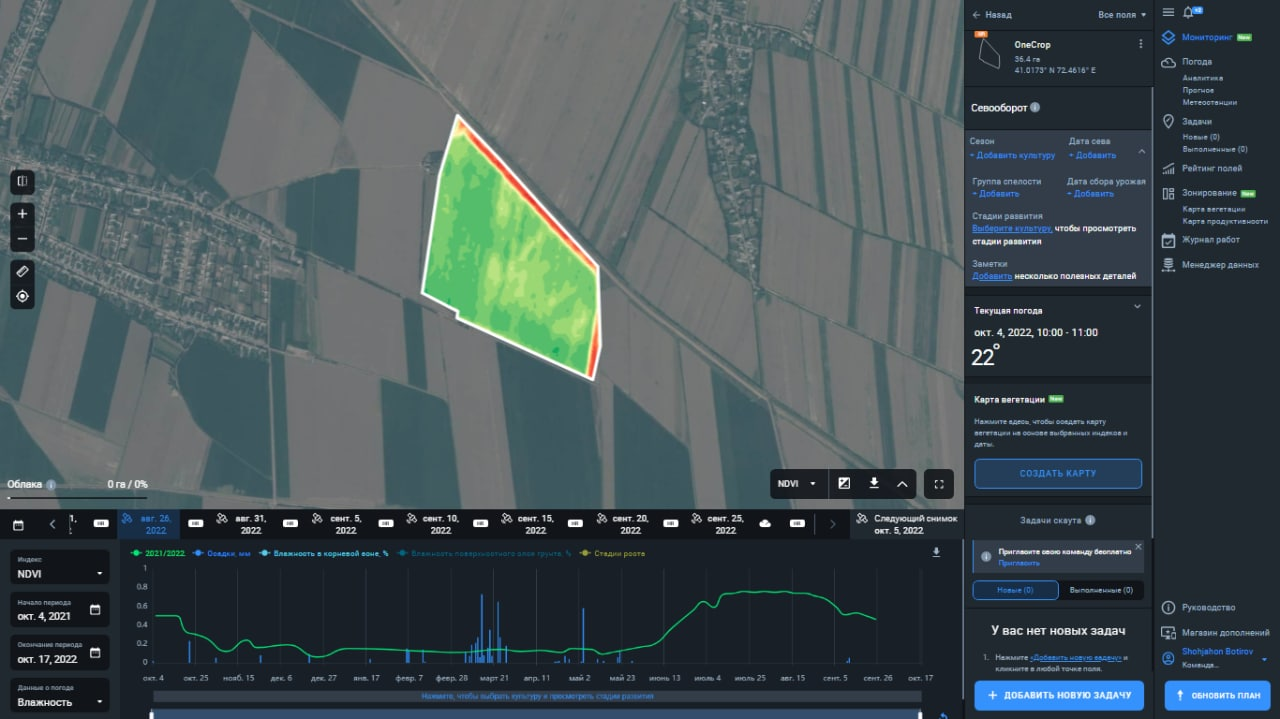 Назад
Все поля
OneCrop
36.4 га
41.0173° N 72.4616° E
Севооборот
Сезон
+ Добавить культуру
Дата сева
+ Добавить
Группа спелости
+ Добавить
Дата сбора урожая
+ Добавить
Стадии развития
Выберите культуру, чтобы просмотреть
стадии развития
Заметки
Добавить несколько полезных деталей
Текущая погода
окт. 4, 2022, 10:00 - 11:00
22°
Карта вегетации New
Нажмите здесь, чтобы создать карту
вегетации на основе выбранных индексов и
даты.
СОЗДАТЬ КАРТУ
Задачи скаута
Пригласите свою команду бесплатно
Пригласить
Новые (0)
Выполненные (0)
У вас нет новых задач
1. Нажмите «Добавить новую задачу» и
кликните в любой точке поля.
+ ДОБАВИТЬ НОВУЮ ЗАДАЧУ
Мониторинг New
Погода
Аналитика
Прогноз
Метеостанции
Задачи
Новые (0)
Выполненные (0)
Рейтинг полей
Зонирование New
Карта вегетации
Карта продуктивности
Журнал работ
Менеджер данных
Руководство
Магазин дополнений
Shohjahon Botirov
Команда...
ОБНОВИТЬ ПЛАН
Облака
0 га / 0%
NDVI
HR
авг. 26,
2022
HR
авг. 31,
2022
HR
сент. 5,
2022
HR
сент. 10,
2022
HR
сент. 15,
2022
HR
сент. 20,
2022
HR
сент. 25,
2022
HR
Следующий снимок
окт. 5, 2022
Индекс
NDVI
Начало периода
окт. 4, 2021
Окончание периода
окт. 17, 2022
Данные о погоде
Влажность
2021/2022
Осадки, мм
Влажность в корневой зоне, %
Влажность поверхностного слоя грунта, %
Стадии роста
1
0.8
0.6
0.4
0.2
0
окт. 4
окт. 25
нояб. 15
дек. 6
дек. 27
янв. 17
февр. 7
февр. 28
март 21
апр. 11
май 2
май 23
июнь 13
июль 4
июль 25
авг. 15
сент. 5
сент. 26
окт. 17
Нажмите, чтобы выбрать культуру и просмотреть стадии развития